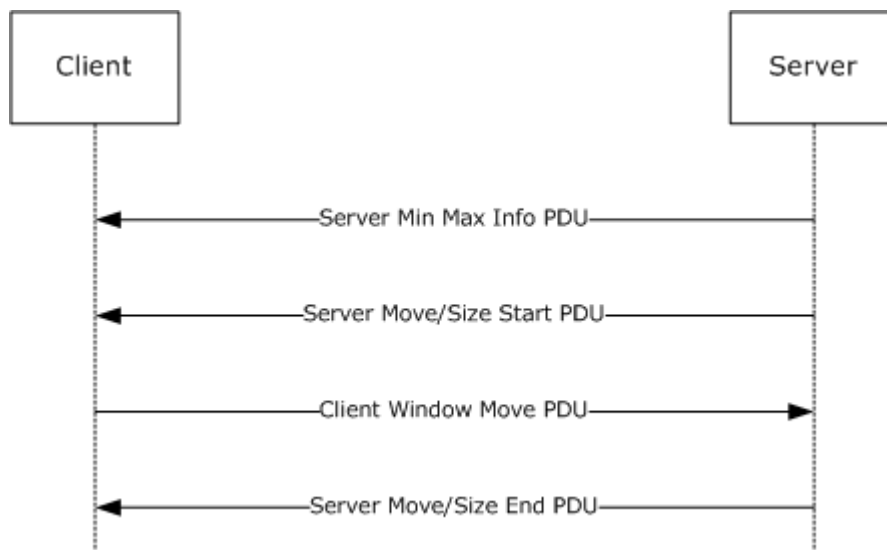 Client
Server
Server Min Max Info PDU
Server Move/Size Start PDU
Client Window Move PDU
Server Move/Size End PDU